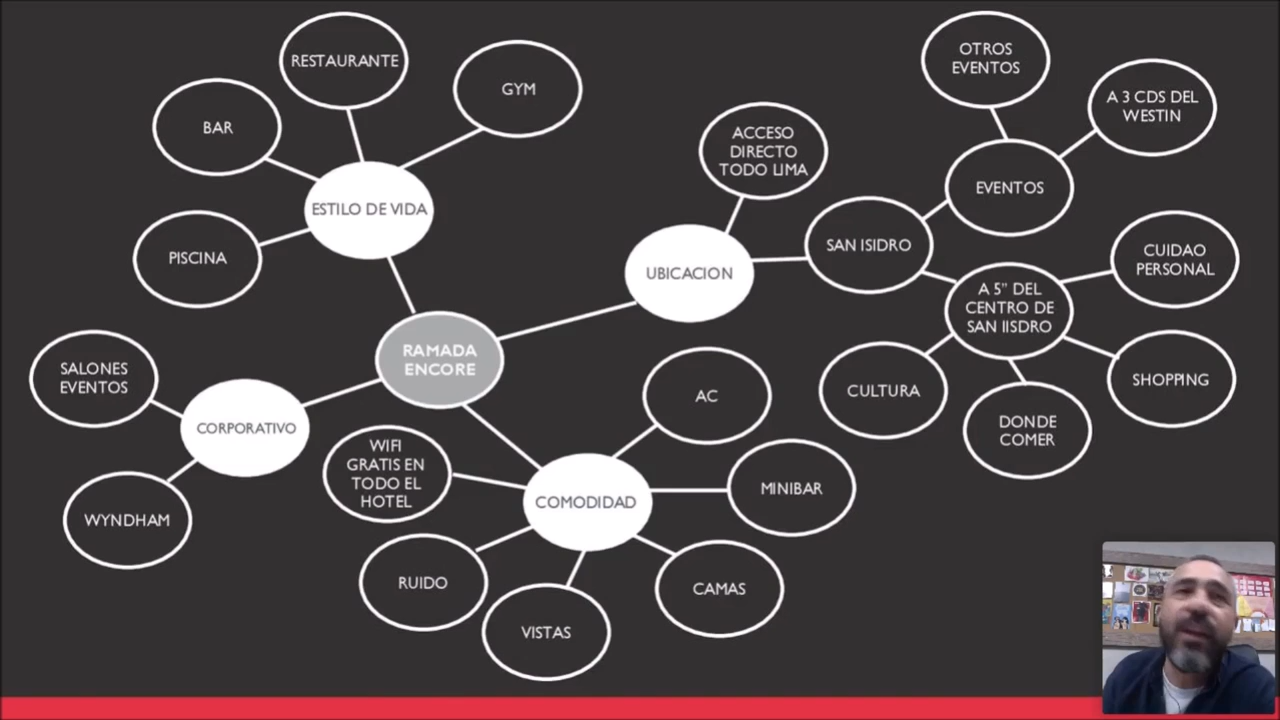 RESTAURANTE
GYM
BAR
ESTILO DE VIDA
PISCINA
OTROS
EVENTOS
A 3 CDS DEL
WESTIN
ACCESO
DIRECTO
TODO LIMA
EVENTOS
SAN ISIDRO
UBICACION
CUIDAO
PERSONAL
A 5" DEL
CENTRO DE
SAN IISDRO
SHOPPING
CULTURA
DONDE
COMER
RAMADA
ENCORE
SALONES
EVENTOS
CORPORATIVO
WYNDHAM
WIFI
GRATIS EN
TODO EL
HOTEL
AC
MINIBAR
COMODIDAD
RUIDO
VISTAS
CAMAS